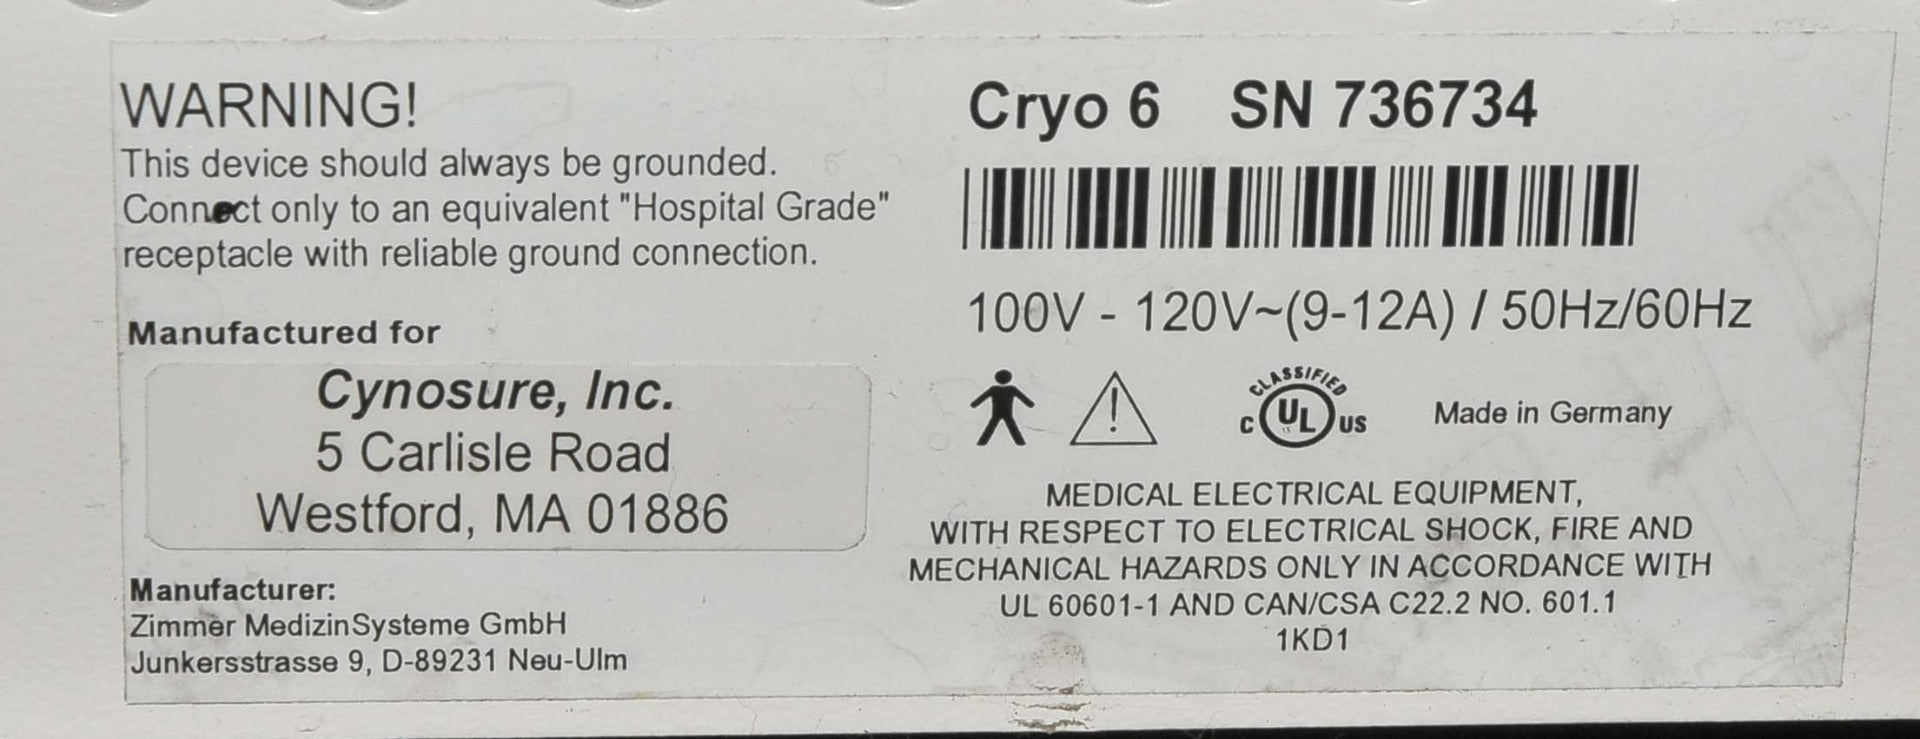 WARNING!
This device should always be grounded.
Connect only to an equivalent "Hospital Grade"
receptacle with reliable ground connection.
Manufactured for
Cynosure, Inc.
5 Carlisle Road
Westford, MA 01886
Manufacturer:
Zimmer MedizinSysteme GmbH
Junkersstrasse 9, D-89231 Neu-Ulm
Cryo 6 SN 736734
100V - 120V~(9-12A) / 50Hz/60Hz
CLASSIFIED
C UL US
Made in Germany
MEDICAL ELECTRICAL EQUIPMENT,
WITH RESPECT TO ELECTRICAL SHOCK, FIRE AND
MECHANICAL HAZARDS ONLY IN ACCORDANCE WITH
UL 60601-1 AND CAN/CSA C22.2 NO. 601.1
1KD1